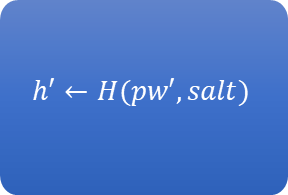 h′ ← H(pw′, salt)